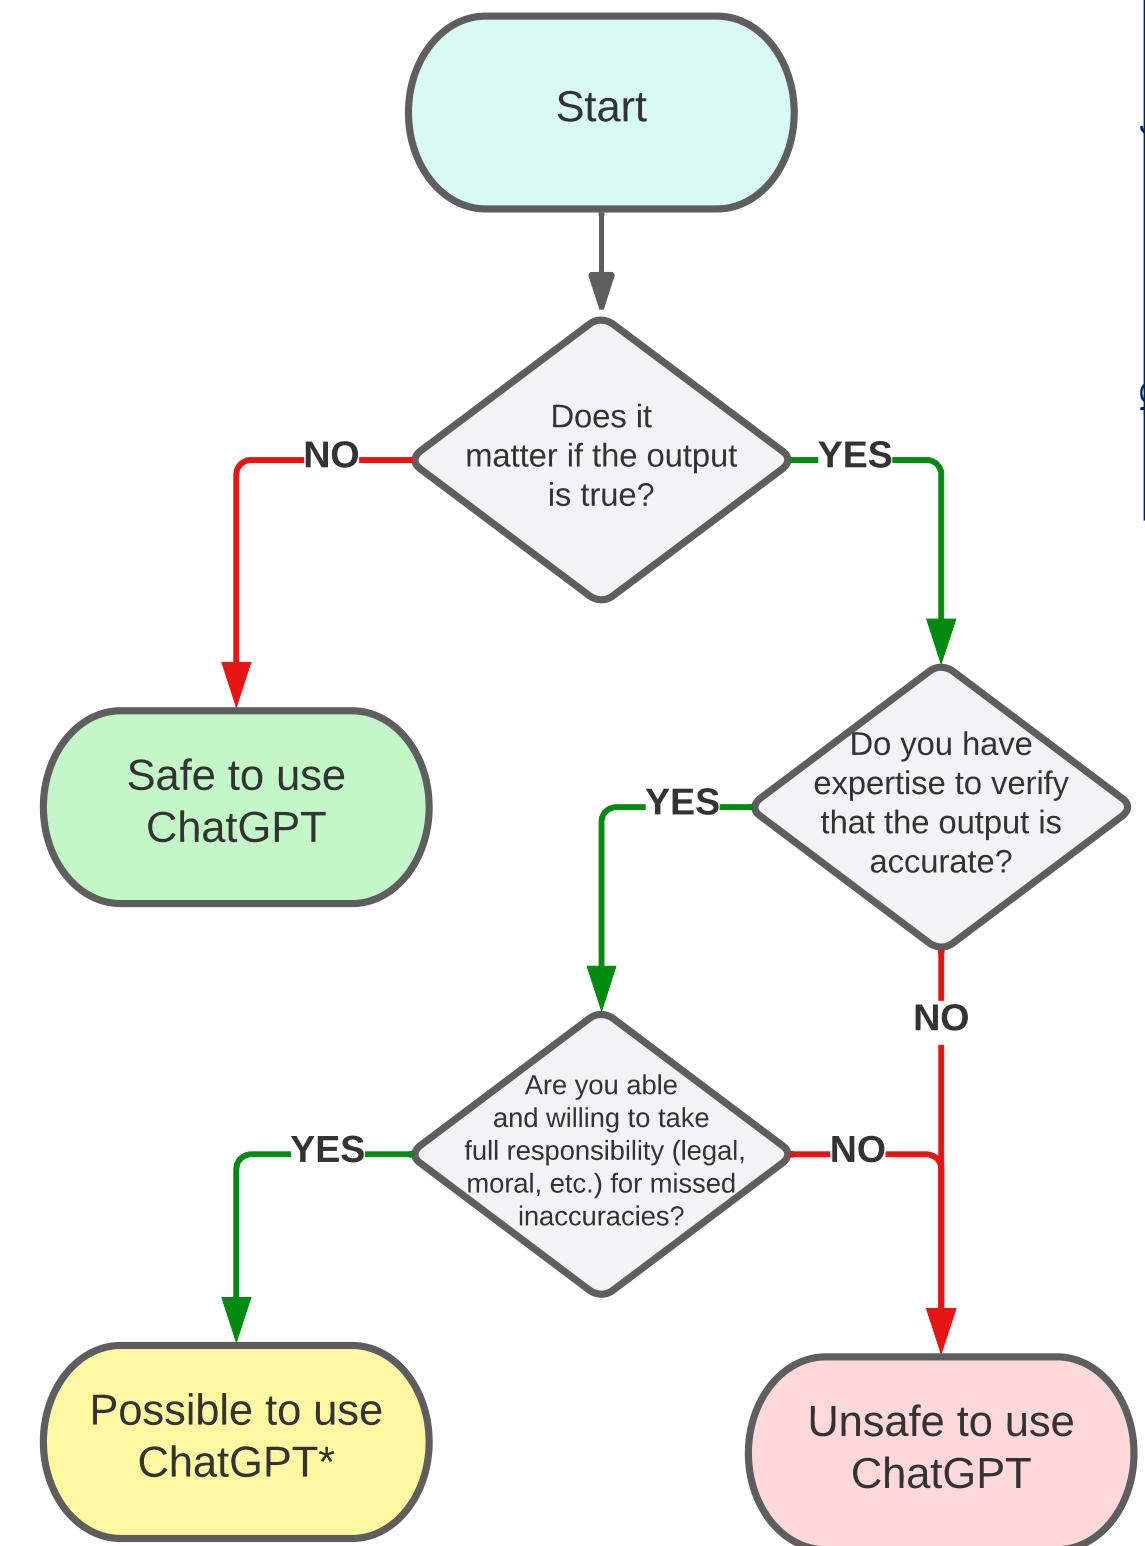 Start
Does it
matter if the output
is true?
NO
YES
Safe to use
ChatGPT
Do you have
expertise to verify
that the output is
accurate?
YES
NO
Are you able
and willing to take
full responsibility (legal,
moral, etc.) for missed
inaccuracies?
YES
NO
Possible to use
ChatGPT*
Unsafe to use
ChatGPT